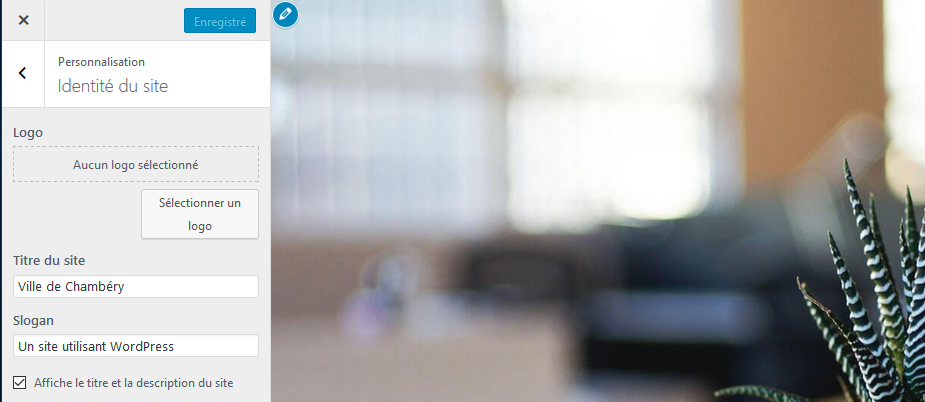 Enregistré
Personnalisation
Identité du site
Logo
Aucun logo sélectionné
Sélectionner un
logo
Titre du site
Ville de Chambéry
Slogan
Un site utilisant WordPress
Affiche le titre et la description du site